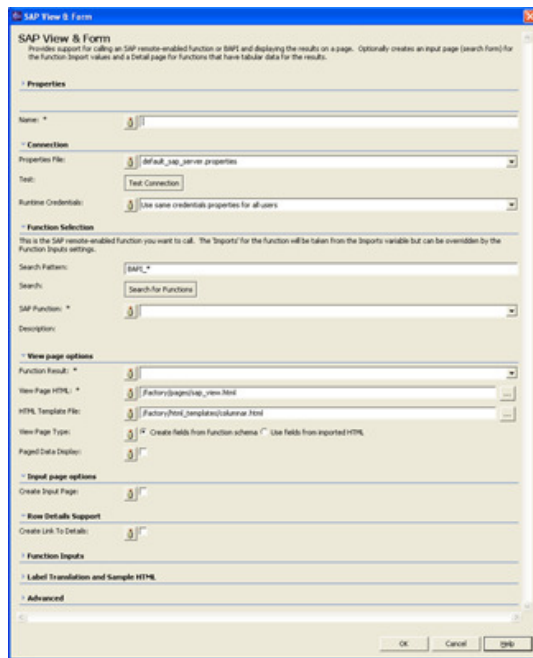 SAP View & Form
SAP View & Form
Provides support for calling an SAP remote-enabled function or BAPI and displaying the results on a page. Optionally creates an input page (search form) for
the function Import values and a Detail page for functions that have tabular data for the results.
Properties
Name: *
Connection
Properties File:
default_sap_server.properties
Test:
Test Connection
Runtime Credentials:
Use same credentials properties for all users
Function Selection
This is the SAP remote-enabled function you want to call. The 'Imports' for the function will be taken from the Imports variable but can be overridden by the
Function Inputs settings.
Search Pattern:
BAPI_*
Search:
Search for Functions
SAP Function: *
Description:
View page options
Function Result: *
View Page HTML: *
/factory/pages/sap_view.html
...
HTML Template File:
/factory/html_templates/columnar.html
...
View Page Type:
Create fields from function schema Use fields from imported HTML
Paged Data Display:
Input page options
Create Input Page:
Row Details Support
Create Link To Details:
Function Inputs
Label Translation and Sample HTML
Advanced
OK Cancel Help